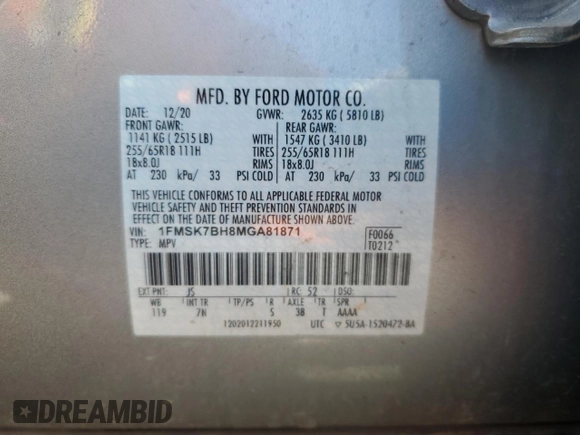 MFD. BY FORD MOTOR CO.
DATE: 12/20 GVWR: 2635 KG ( 5810 LB)
FRONT GAWR: REAR GAWR:
1141 KG ( 2515 LB) WITH 1547 KG ( 3410 LB) WITH
255/65R18 111H TIRES 255/65R18 111H TIRES
18x8.0J RIMS 18x8.0J RIMS
AT 230 kPa/ 33 PSI COLD AT 230 kPa/ 33 PSI COLD
THIS VEHICLE CONFORMS TO ALL APPLICABLE FEDERAL MOTOR
VEHICLE SAFETY AND THEFT PREVENTION STANDARDS IN
EFFECT ON THE DATE OF MANUFACTURE SHOWN ABOVE.
VIN: 1FMSK7BH8MGA81871 F0066
TYPE: MPV T0212
EXT PNT: JS RC: 52 DSO:
WB INT TR TP/PS R AXLE TR SPR
119 7N S 38 T AAAA
1202012211950 UTC ▽ 5U5A-1520472-BA
DREAMBID